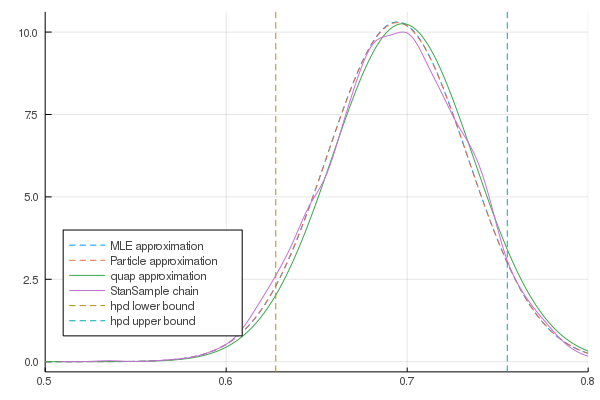 10.0
7.5
5.0
2.5
0.0
MLE approximation
Particle approximation
quap approximation
StanSample chain
hpd lower bound
hpd upper bound
0.5 0.6 0.7 0.8